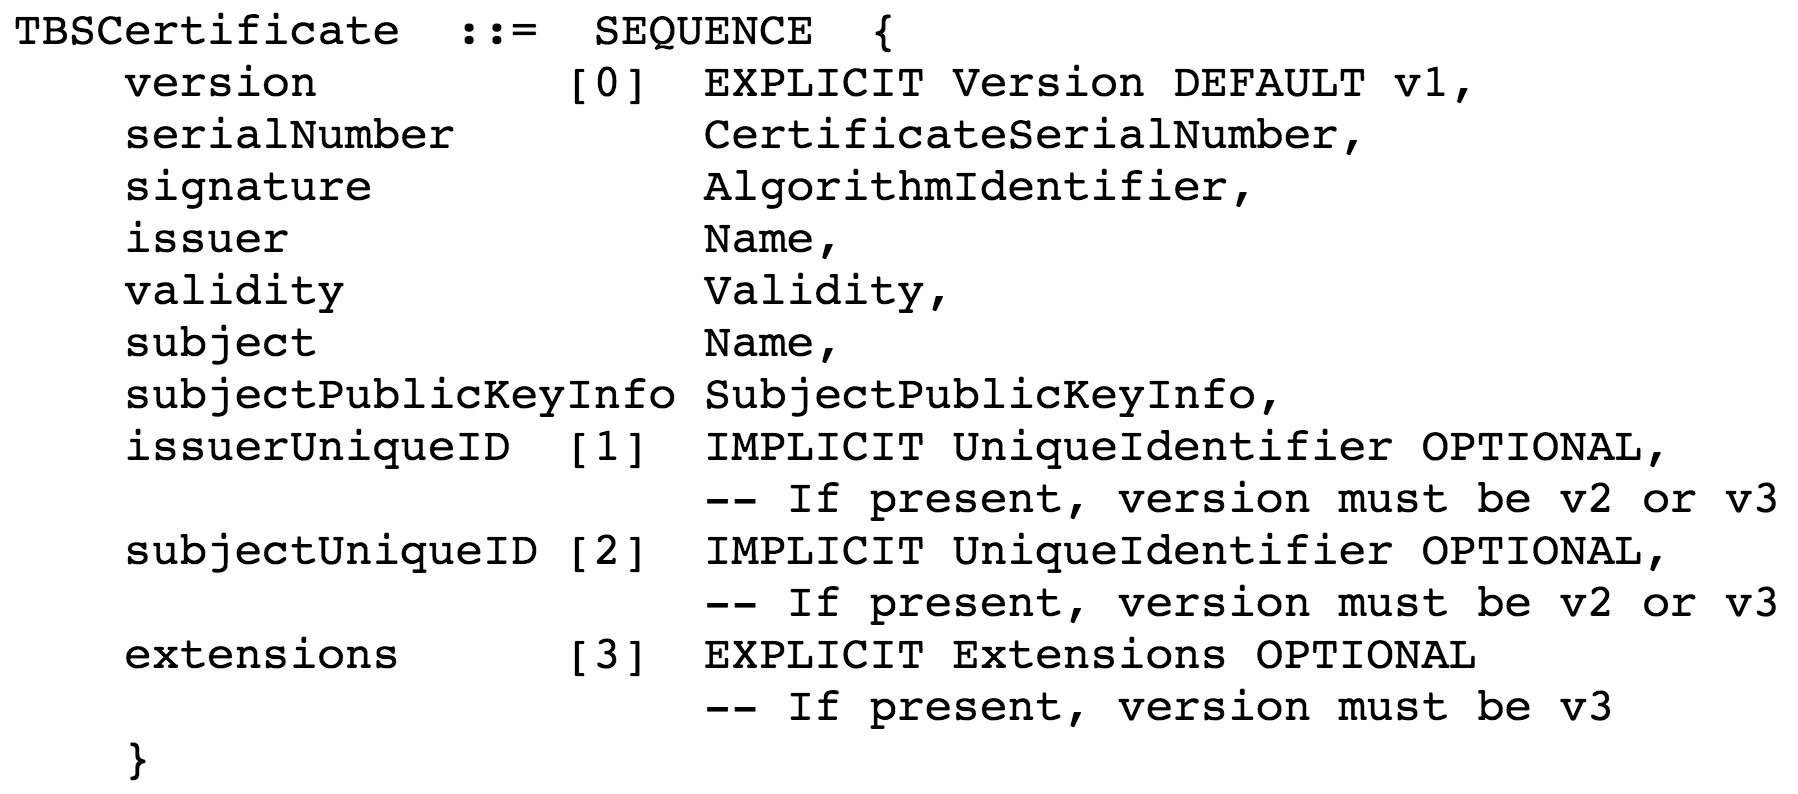 TBSCertificate  ::=  SEQUENCE  {
    version         [0]  EXPLICIT Version DEFAULT v1,
    serialNumber         CertificateSerialNumber,
    signature            AlgorithmIdentifier,
    issuer               Name,
    validity             Validity,
    subject              Name,
    subjectPublicKeyInfo SubjectPublicKeyInfo,
    issuerUniqueID  [1]  IMPLICIT UniqueIdentifier OPTIONAL,
                         -- If present, version must be v2 or v3
    subjectUniqueID [2]  IMPLICIT UniqueIdentifier OPTIONAL,
                         -- If present, version must be v2 or v3
    extensions      [3]  EXPLICIT Extensions OPTIONAL
                         -- If present, version must be v3
    }